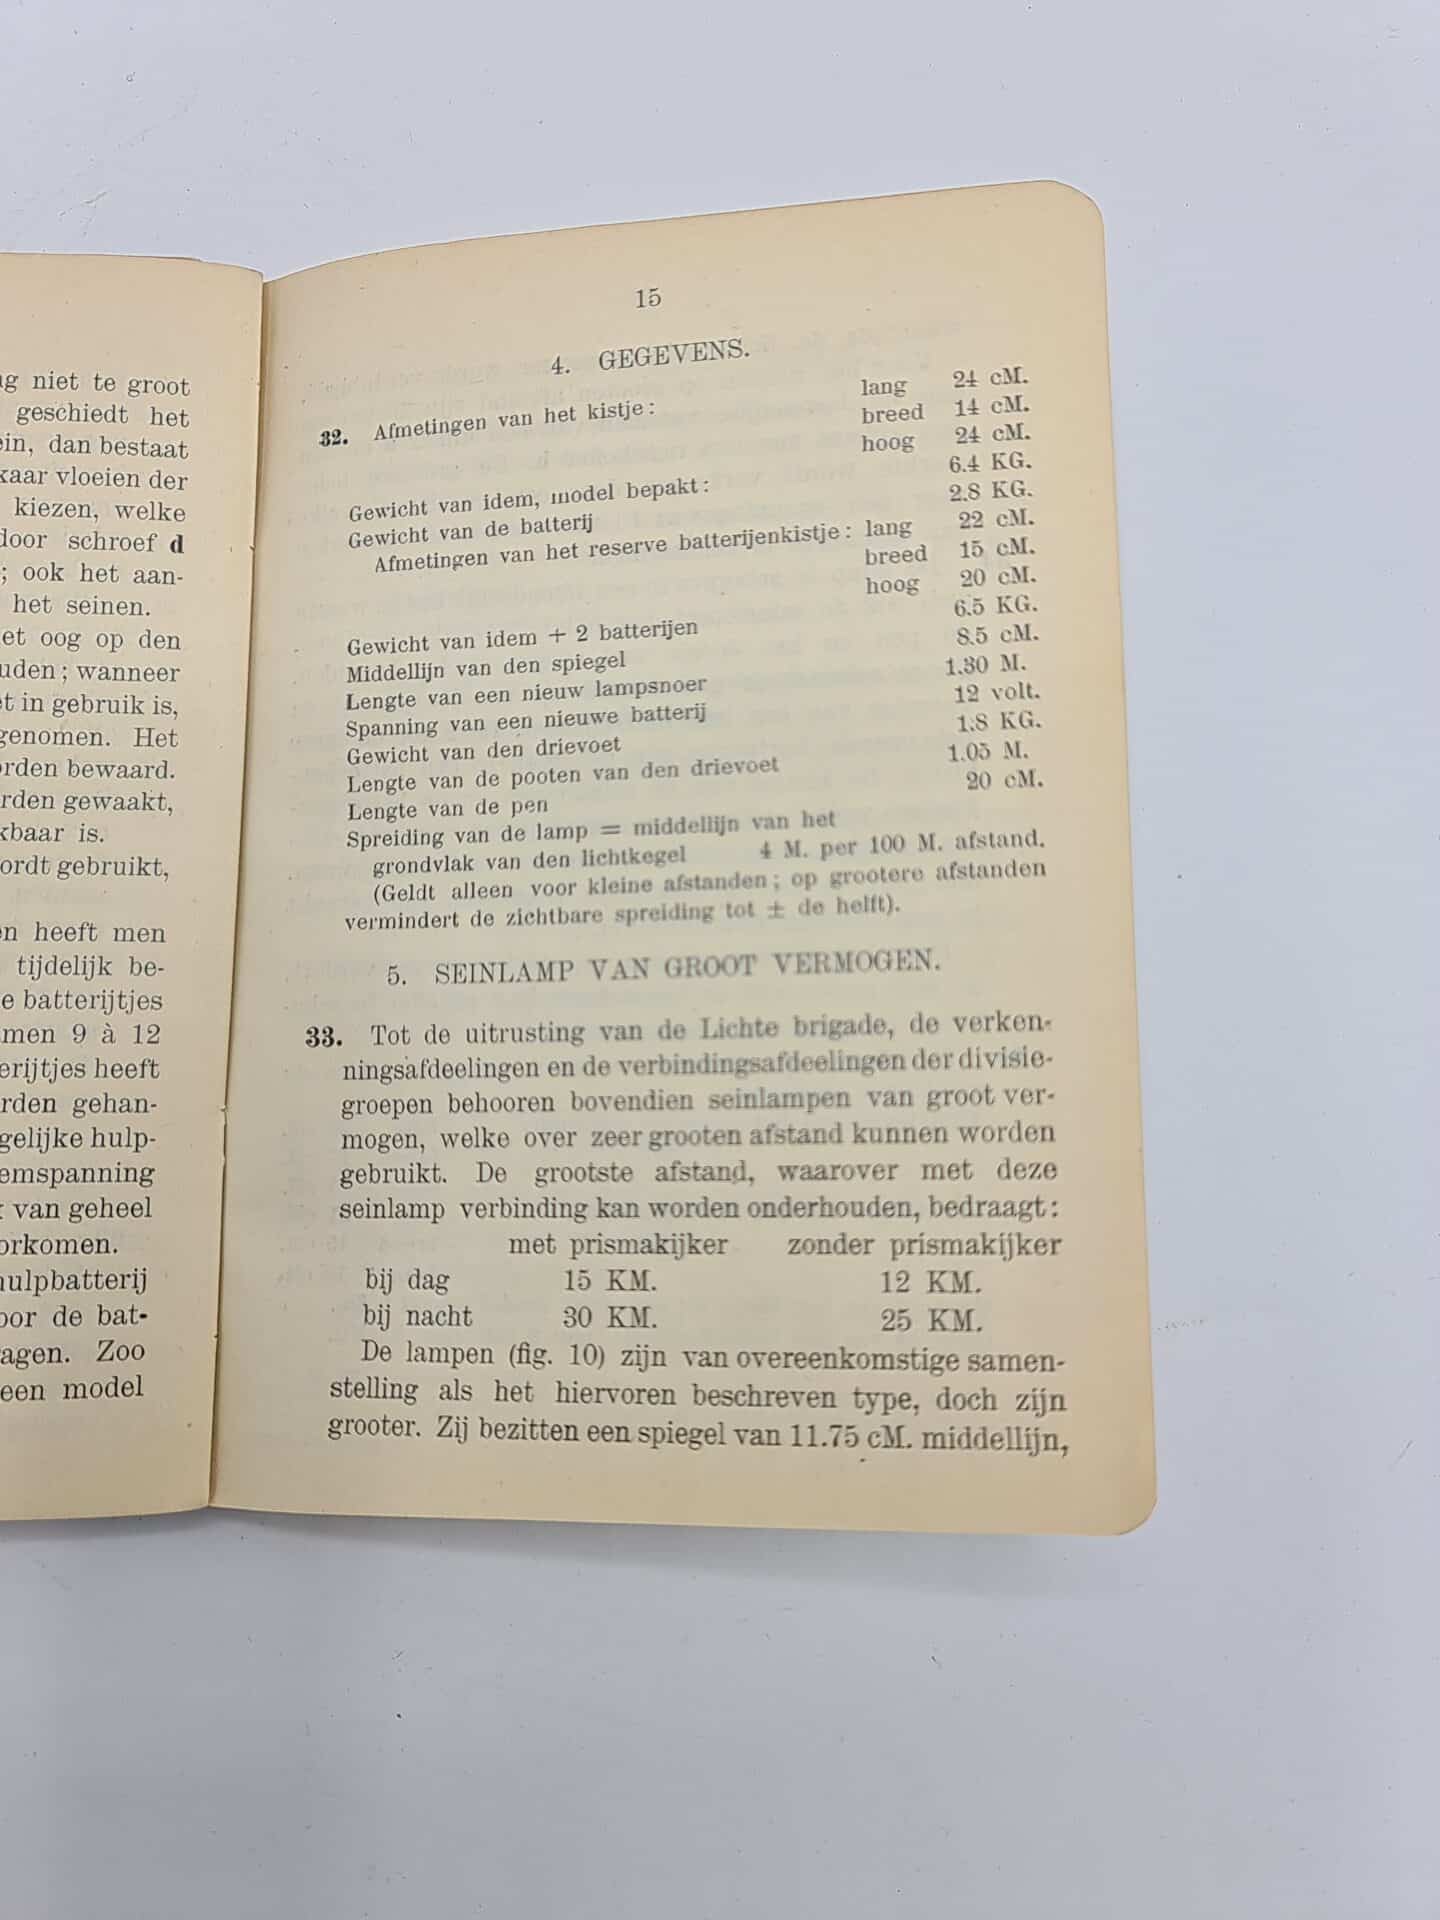 ng niet te groot
geschiedt het
ein, dan bestaat
kaar vloeien der
kiezen, welke
door schroef d
; ook het aan-
het seinen.
et oog op den
uden; wanneer
et in gebruik is,
genomen. Het
orden bewaard.
rden gewaakt,
kbaar is.
ordt gebruikt,
en heeft men
tijdelijk be-
e batterijtjes
men 9 à 12
erijtjes heeft
rden gehan-
gelijke hulp-
emspanning
van geheel
orkomen.
hulpbatterij
oor de bat-
agen. Zoo
een model
15
4. GEGEVENS.
32. Afmetingen van het kistje: lang 24 cM.
breed 14 cM.
hoog 24 cM.
Gewicht van idem, model bepakt: 6.4 KG.
Gewicht van de batterij 2.8 KG.
Afmetingen van het reserve batterijenkistje: lang 22 cM.
breed 15 cM.
hoog 20 cM.
Gewicht van idem + 2 batterijen 6.5 KG.
Middellijn van den spiegel 8.5 cM.
Lengte van een nieuw lampsnoer 1.30 M.
Spanning van een nieuwe batterij 12 volt.
Gewicht van den drievoet 1.8 KG.
Lengte van de pooten van den drievoet 1.05 M.
Lengte van de pen 20 cM.
Spreiding van de lamp = middellijn van het
grondvlak van den lichtkegel 4 M. per 100 M. afstand.
(Geldt alleen voor kleine afstanden; op grootere afstanden
vermindert de zichtbare spreiding tot ± de helft).
5. SEINLAMP VAN GROOT VERMOGEN.
33. Tot de uitrusting van de Lichte brigade, de verken-
ningsafdeelingen en de verbindingsafdeelingen der divisie-
groepen behooren bovendien seinlampen van groot ver-
mogen, welke over zeer grooten afstand kunnen worden
gebruikt. De grootste afstand, waarover met deze
seinlamp verbinding kan worden onderhouden, bedraagt:
met prismakijker zonder prismakijker
bij dag 15 KM. 12 KM.
bij nacht 30 KM. 25 KM.
De lampen (fig. 10) zijn van overeenkomstige samen-
stelling als het hiervoren beschreven type, doch zijn
grooter. Zij bezitten een spiegel van 11.75 cM. middellijn,